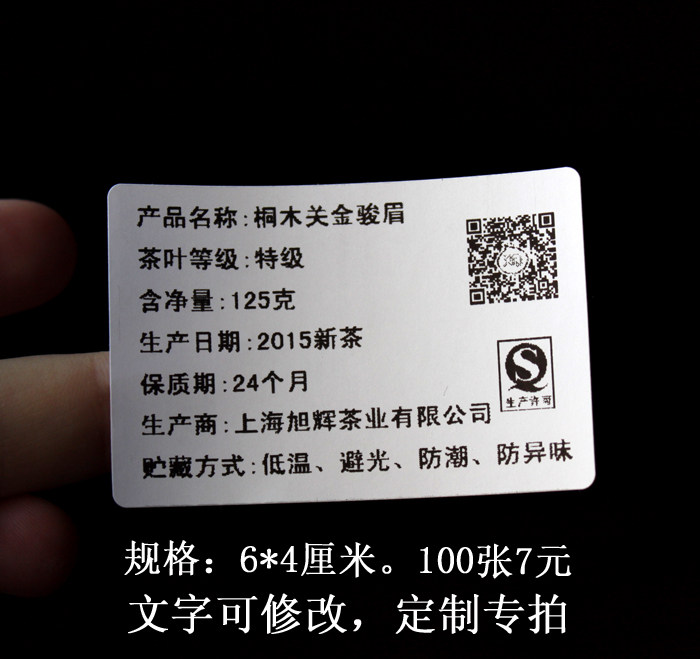 产品名称:桐木关金骏眉
茶叶等级:特级
含净量:125克
生产日期:2015新茶
保质期:24个月
生产许可
生产商:上海旭辉茶业有限公司
贮藏方式:低温、避光、防潮、防异味
规格：6*4厘米。100张7元
文字可修改，定制专拍